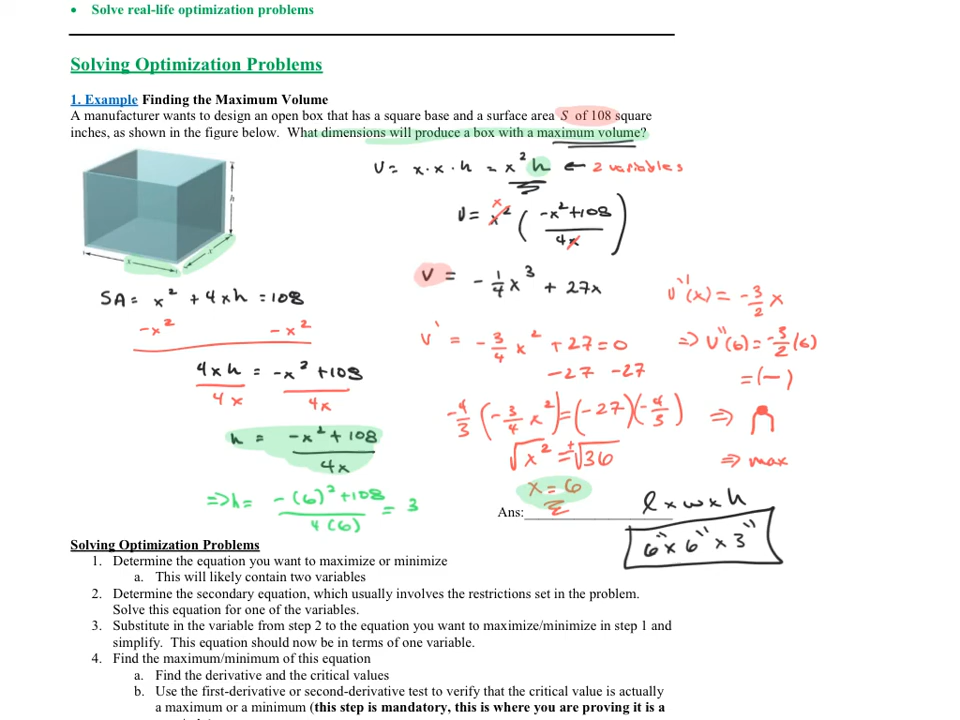 • Solve real-life optimization problems
Solving Optimization Problems
1. Example Finding the Maximum Volume
A manufacturer wants to design an open box that has a square base and a surface area S of 108 square
inches, as shown in the figure below. What dimensions will produce a box with a maximum volume?
V= x·x·h = x²h ← 2 variables
h
x
x
V = x² ( (-x²+108)/4x )
x
V = -1/4 x³ + 27x
SA = x² + 4xh = 108
-x² -x²
4xh = -x² + 108
4x 4x
h = (-x² + 108)/4x
=> h = (-(6)² + 108)/4(6) = 3
V' = -3/4 x² + 27 = 0
-27 -27
-4/3 (-3/4 x²) = (-27)(-4/3)
√x² = ±√36
x = 6
V''(x) = -3/2 x
=> V''(6) = -3/2 (6)
= (-)
=> ∩
=> max
l x w x h
Ans:
6" x 6" x 3"
Solving Optimization Problems
1. Determine the equation you want to maximize or minimize
a. This will likely contain two variables
2. Determine the secondary equation, which usually involves the restrictions set in the problem.
Solve this equation for one of the variables.
3. Substitute in the variable from step 2 to the equation you want to maximize/minimize in step 1 and
simplify. This equation should now be in terms of one variable.
4. Find the maximum/minimum of this equation
a. Find the derivative and the critical values
b. Use the first-derivative or second-derivative test to verify that the critical value is actually
a maximum or a minimum (this step is mandatory, this is where you are proving it is a